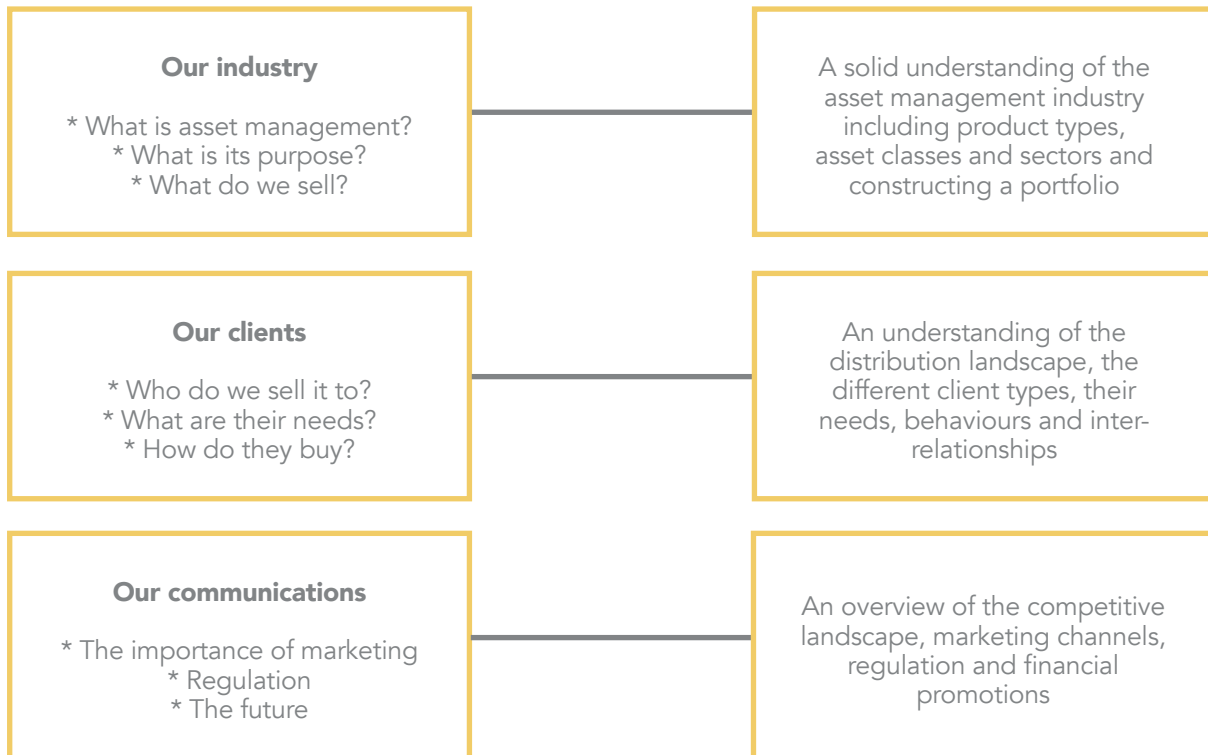 Our industry
* What is asset management?
* What is its purpose?
* What do we sell?
A solid understanding of the
asset management industry
including product types,
asset classes and sectors and
constructing a portfolio
Our clients
* Who do we sell it to?
* What are their needs?
* How do they buy?
An understanding of the
distribution landscape, the
different client types, their
needs, behaviours and inter-
relationships
Our communications
* The importance of marketing
* Regulation
* The future
An overview of the competitive
landscape, marketing channels,
regulation and financial
promotions